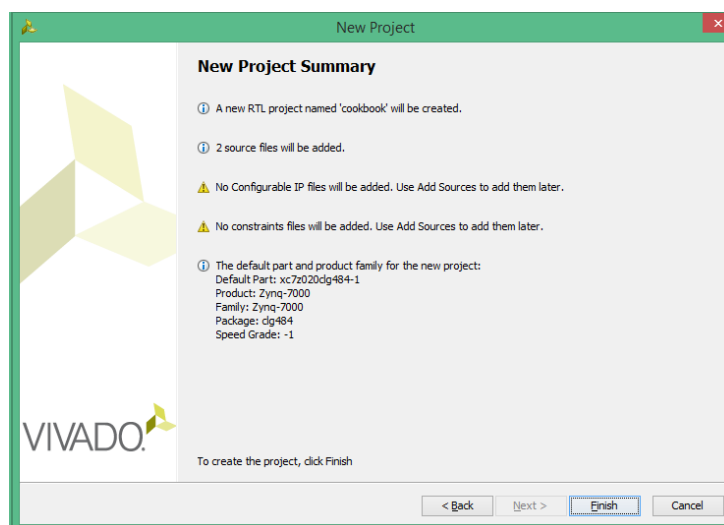 New Project
New Project Summary
A new RTL project named 'cookbook' will be created.
2 source files will be added.
No Configurable IP files will be added. Use Add Sources to add them later.
No constraints files will be added. Use Add Sources to add them later.
The default part and product family for the new project:
Default Part: xc7z020clg484-1
Product: Zynq-7000
Family: Zynq-7000
Package: clg484
Speed Grade: -1
VIVADO.
To create the project, click Finish
< Back Next > Finish Cancel